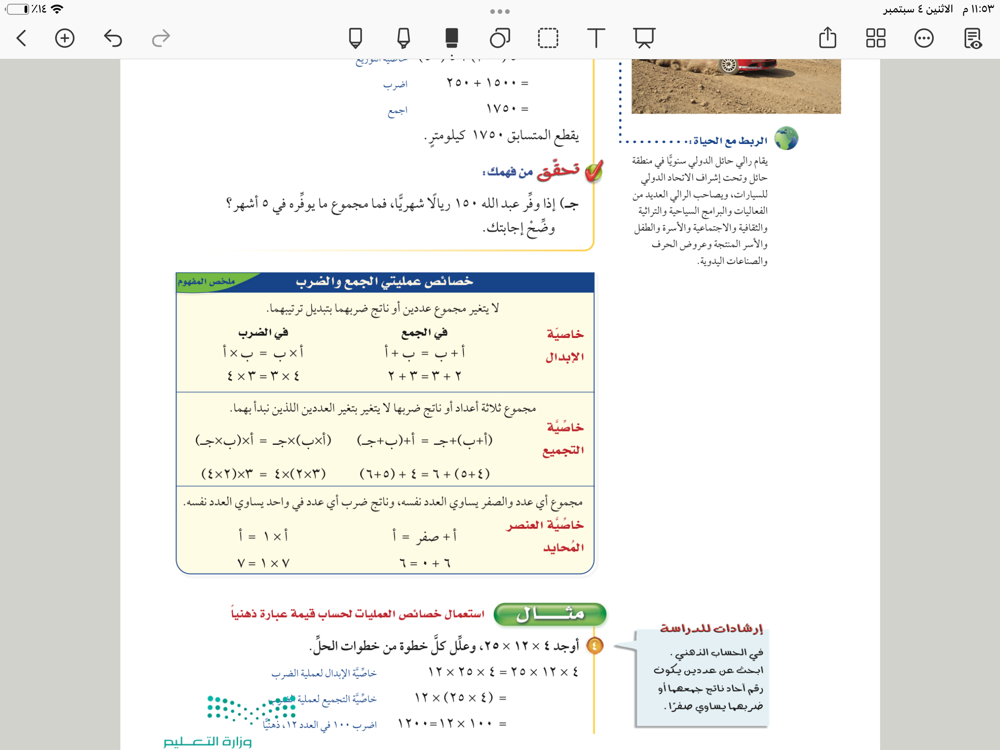 ١١:٥٣ م الاثنين ٤ سبتمبر
٪١٤
= ١٥٠٠ + ٢٥٠ اضرب
= ١٧٥٠ اجمع
يقطع المتسابق ١٧٥٠ كيلومترٍ.
تحقَّق من فهمك:
جـ) إذا وفَّر عبد الله ١٥٠ ريالًا شهريًّا، فما مجموع ما يوفِّره في ٥ أشهر؟
وضِّحْ إجابتك.
الربط مع الحياة:
يقام رالي حائل الدولي سنويًّا في منطقة
حائل وتحت إشراف الاتحاد الدولي
للسيارات، ويصاحب الرالي العديد من
الفعاليات والبرامج السياحية والتراثية
والثقافية والاجتماعية والأسرة والطفل
والأسر المنتجة وعروض الحرف
والصناعات اليدوية.
خصائص عمليتي الجمع والضرب ملخص المفهوم
لا يتغير مجموع عددين أو ناتج ضربهما بتبديل ترتيبهما.
خاصيّة في الجمع في الضرب
الإبدال أ + ب = ب + أ أ × ب = ب × أ
٢ + ٣ = ٣ + ٢ ٤ × ٣ = ٣ × ٤
مجموع ثلاثة أعداد أو ناتج ضربها لا يتغير بتغير العددين اللذين نبدأ بهما.
خاصِّيَّة
التجميع (أ+ب)+جـ = أ+(ب+جـ) (أ×ب)×جـ = أ×(ب×جـ)
(٤+٥) + ٦ = ٤ + (٥+٦) (٣×٢)×٤ = ٣×(٢×٤)
مجموع أي عدد والصفر يساوي العدد نفسه، وناتج ضرب أي عدد في واحد يساوي العدد نفسه.
خاصِّيَّة العنصر
المُحايد أ + صفر = أ أ × ١ = أ
٦ + ٠ = ٦ ٧ × ١ = ٧
مثـــال استعمال خصائص العمليات لحساب قيمة عبارة ذهنياً
٤ أوجد ٤ × ١٢ × ٢٥، وعلِّل كلَّ خطوة من خطوات الحلِّ.
٤ × ١٢ × ٢٥ = ٤ × ٢٥ × ١٢ خاصِّيَّة الإبدال لعملية الضرب
= (٤ × ٢٥) × ١٢ خاصِّيَّة التجميع لعملية الضرب
= ١٠٠ × ١٢=١٢٠٠ اضرب ١٠٠ في العدد ١٢، ذهنيًّا
إرشادات للدراسة
في الحساب الذهني.
ابحث عن عددين يكون
رقم آحاد ناتج جمعهما أو
ضربهما يساوي صفرًا.
وزارة التعـليم